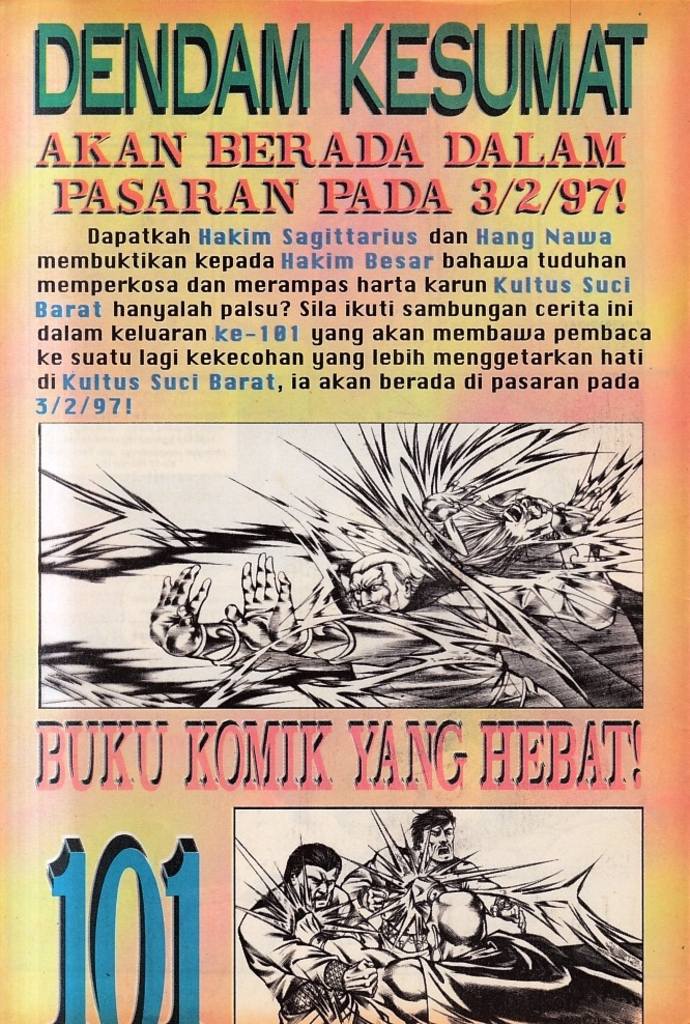 DENDAM KESUMAT
AKAN BERADA DALAM
PASARAN PADA 3/2/97!
Dapatkah Hakim Sagittarius dan Hang Nawa
membuktikan kepada Hakim Besar bahawa tuduhan
memperkosa dan merampas harta karun Kultus Suci
Barat hanyalah palsu? Sila ikuti sambungan cerita ini
dalam keluaran ke-101 yang akan membawa pembaca
ke suatu lagi kekecohan yang lebih menggetarkan hati
di Kultus Suci Barat, ia akan berada di pasaran pada
3/2/97!
BUKU KOMIK YANG HEBAT!
101